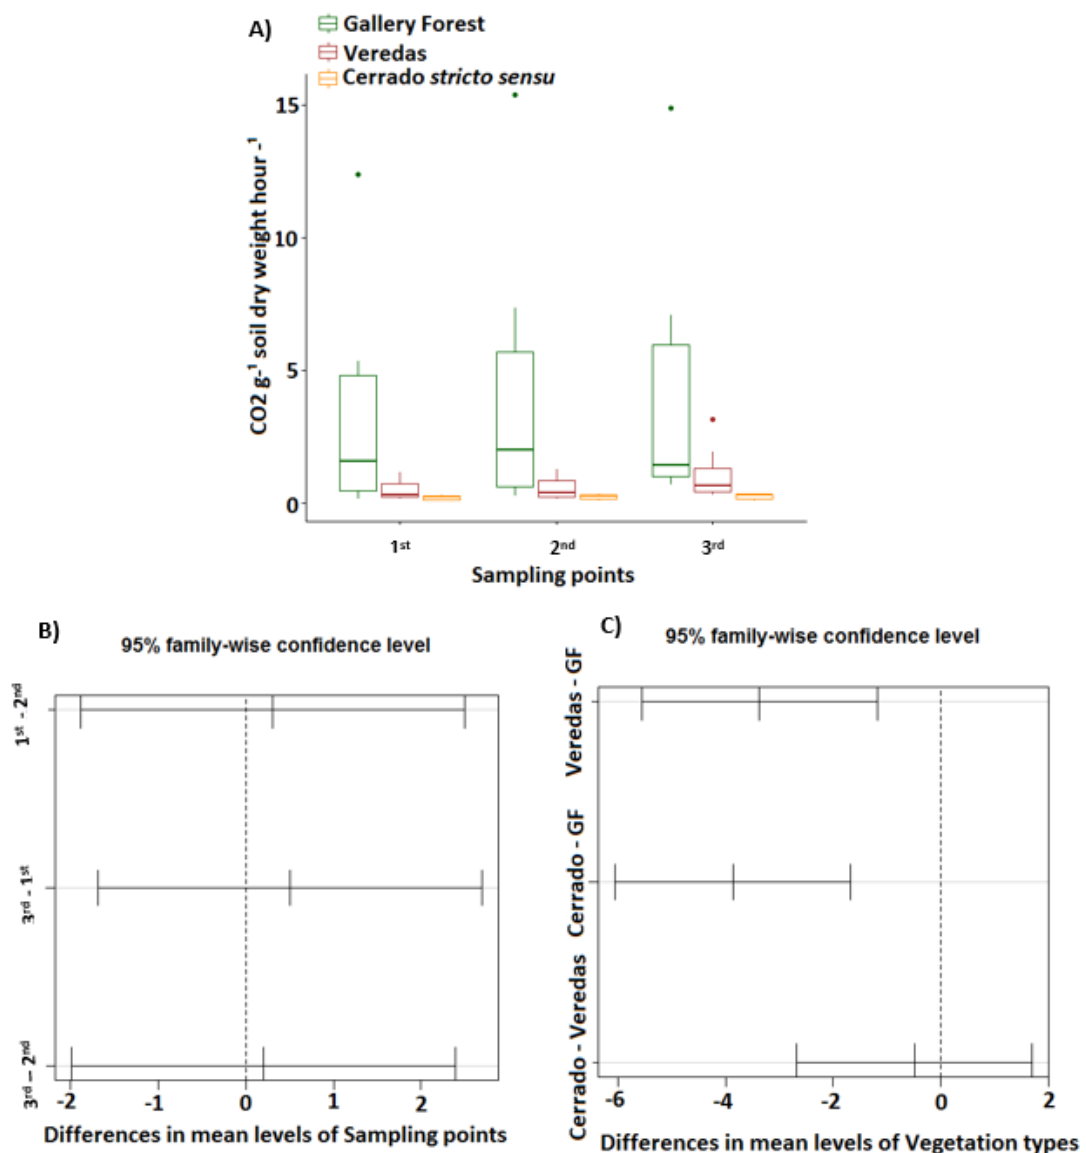 A)
Gallery Forest
Veredas
Cerrado stricto sensu
CO2 g-¹ soil dry weight hour -¹
15
10
5
0
1st
2nd
3rd
Sampling points
B)
95% family-wise confidence level
1st - 2nd
3rd - 1st
3rd – 2nd
-2
-1
0
1
2
Differences in mean levels of Sampling points
C)
95% family-wise confidence level
Veredas - GF
Cerrado - GF
Cerrado - Veredas
-6
-4
-2
0
2
Differences in mean levels of Vegetation types